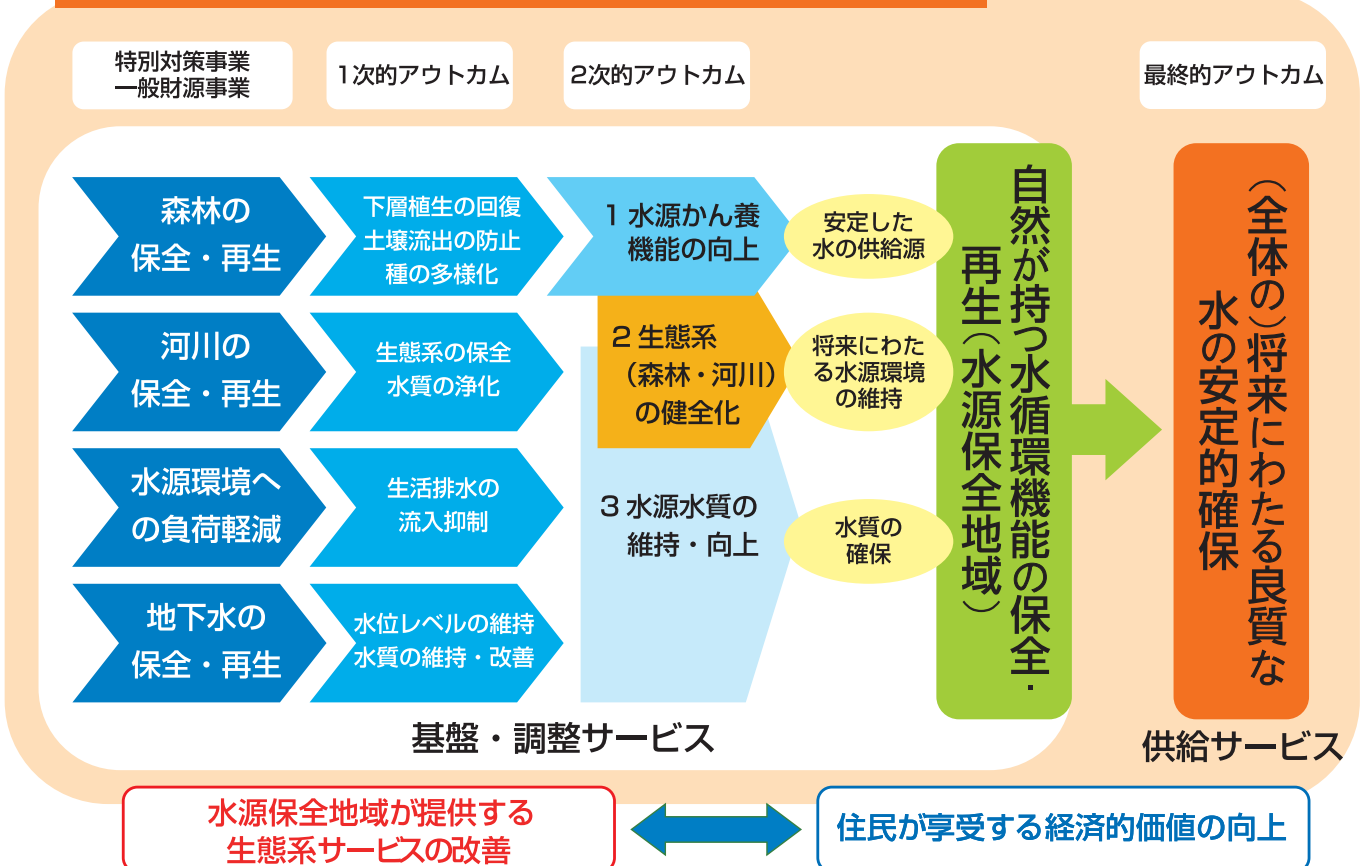 特別対策事業
一般財源事業
1次的アウトカム
2次的アウトカム
最終的アウトカム
森林の
保全・再生
下層植生の回復
土壌流出の防止
種の多様化
1 水源かん養
機能の向上
安定した
水の供給源
河川の
保全・再生
生態系の保全
水質の浄化
2 生態系
（森林・河川）
の健全化
将来にわた
る水源環境
の維持
水源環境へ
の負荷軽減
生活排水の
流入抑制
3 水源水質の
維持・向上
水質の
確保
地下水の
保全・再生
水位レベルの維持
水質の維持・改善
自然が持つ水循環機能の保全・
再生（水源保全地域）
（全体の）将来にわたる良質な
水の安定的確保
基盤・調整サービス
供給サービス
水源保全地域が提供する
生態系サービスの改善
住民が享受する経済的価値の向上